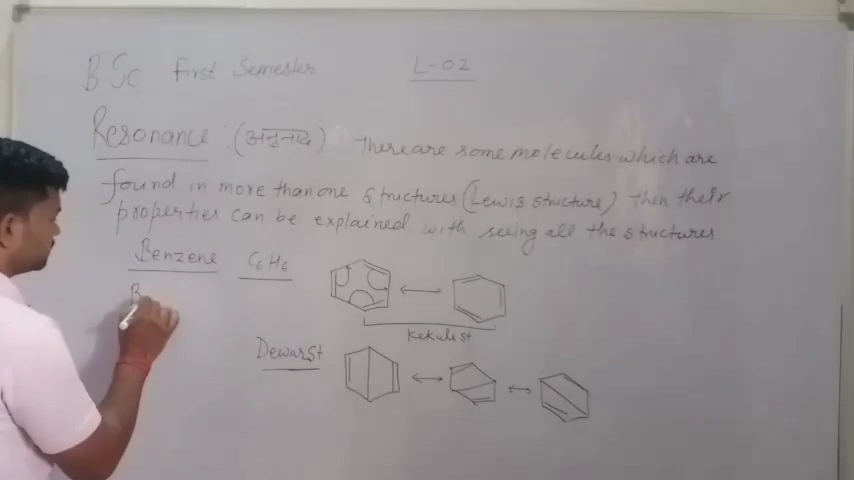 BSc First Semester L-02
Resonance :(अनुनाद) There are some molecules which are
found in more than one Structures (Lewis structure) then their
properties can be explained with seeing all the structures
Benzene C6H6
B
Kekule st
Dewar st